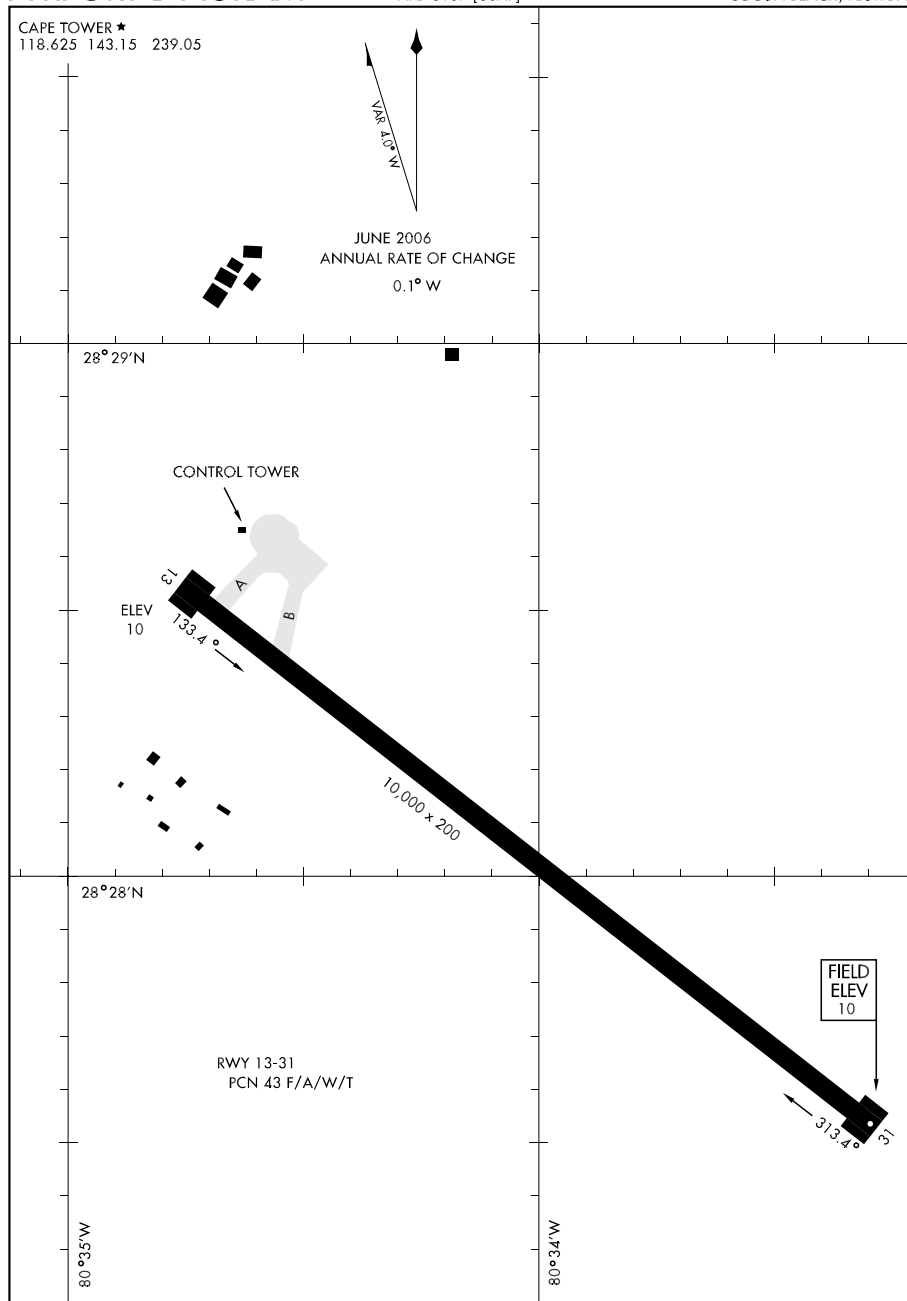 CAPE TOWER ★
118.625 143.15 239.05
VAR 4.0° W
JUNE 2006
ANNUAL RATE OF CHANGE
0.1° W
28°29'N
CONTROL TOWER
13
A
B
ELEV
10
133.4°
10,000 x 200
28°28'N
FIELD
ELEV
10
RWY 13-31
PCN 43 F/A/W/T
313.4°
31
80°35'W
80°34'W